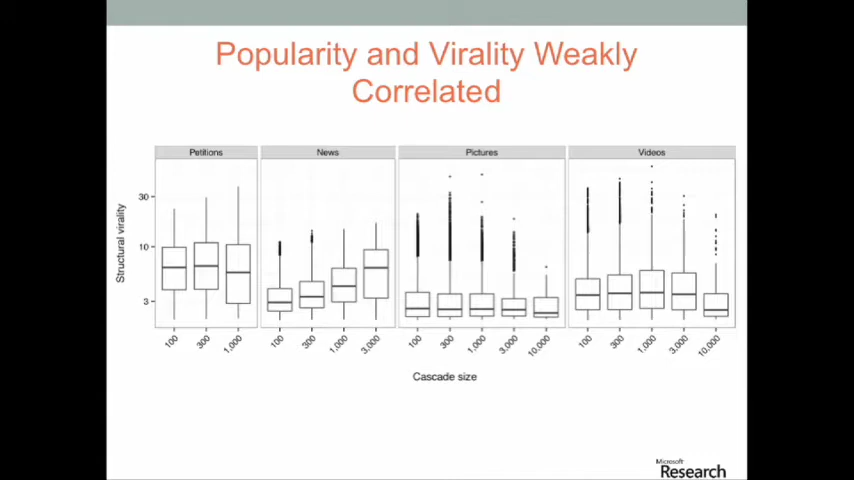 Popularity and Virality Weakly
Correlated
Petitions News Pictures Videos
Structural virality
30
10
3
100 300 1,000 100 300 1,000 3,000 100 300 1,000 3,000 10,000 100 300 1,000 3,000 10,000
Cascade size
Microsoft
Research